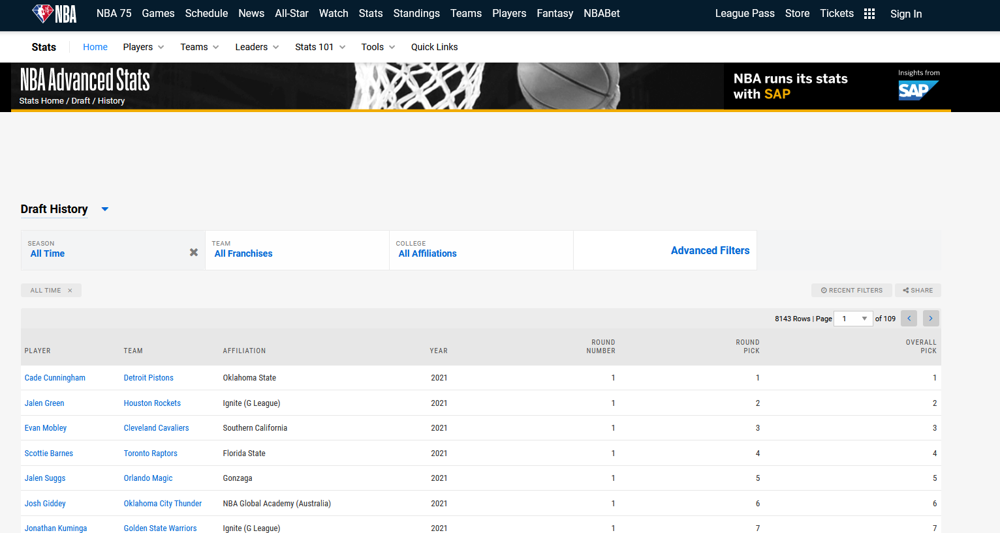 75 NBA NBA 75 Games Schedule News All-Star Watch Stats Standings Teams Players Fantasy NBABet League Pass Store Tickets Sign In
Stats Home Players Teams Leaders Stats 101 Tools Quick Links
NBA Advanced Stats
Stats Home / Draft / History
NBA runs its stats
with SAP
Insights from
SAP
Draft History
SEASON
All Time
TEAM
All Franchises
COLLEGE
All Affiliations
Advanced Filters
ALL TIME ×
RECENT FILTERS SHARE
8143 Rows | Page 1 of 109
PLAYER TEAM AFFILIATION YEAR ROUND NUMBER ROUND PICK OVERALL PICK
Cade Cunningham Detroit Pistons Oklahoma State 2021 1 1 1
Jalen Green Houston Rockets Ignite (G League) 2021 1 2 2
Evan Mobley Cleveland Cavaliers Southern California 2021 1 3 3
Scottie Barnes Toronto Raptors Florida State 2021 1 4 4
Jalen Suggs Orlando Magic Gonzaga 2021 1 5 5
Josh Giddey Oklahoma City Thunder NBA Global Academy (Australia) 2021 1 6 6
Jonathan Kuminga Golden State Warriors Ignite (G League) 2021 1 7 7